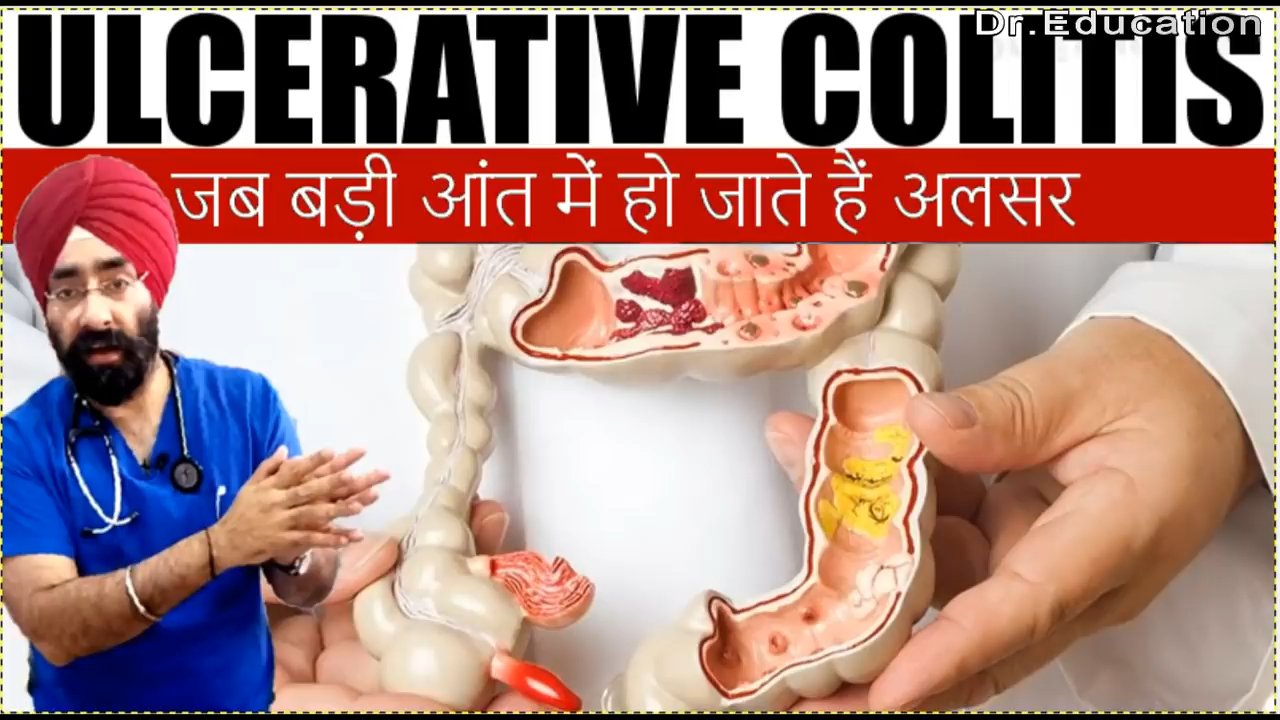 Dr.Education
ULCERATIVE COLITIS
जब बड़ी आंत में हो जाते हैं अलसर